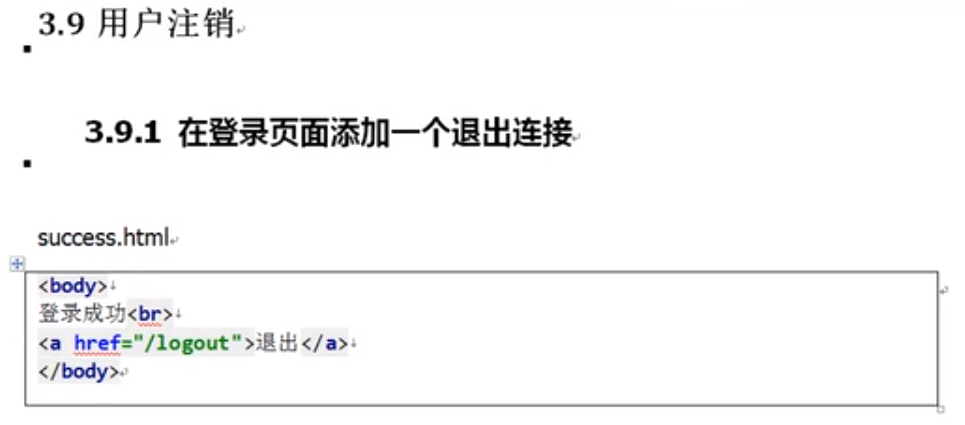 3.9 用户注销
3.9.1 在登录页面添加一个退出连接
success.html
<body>
登录成功<br>
<a href="/logout">退出</a>
</body>